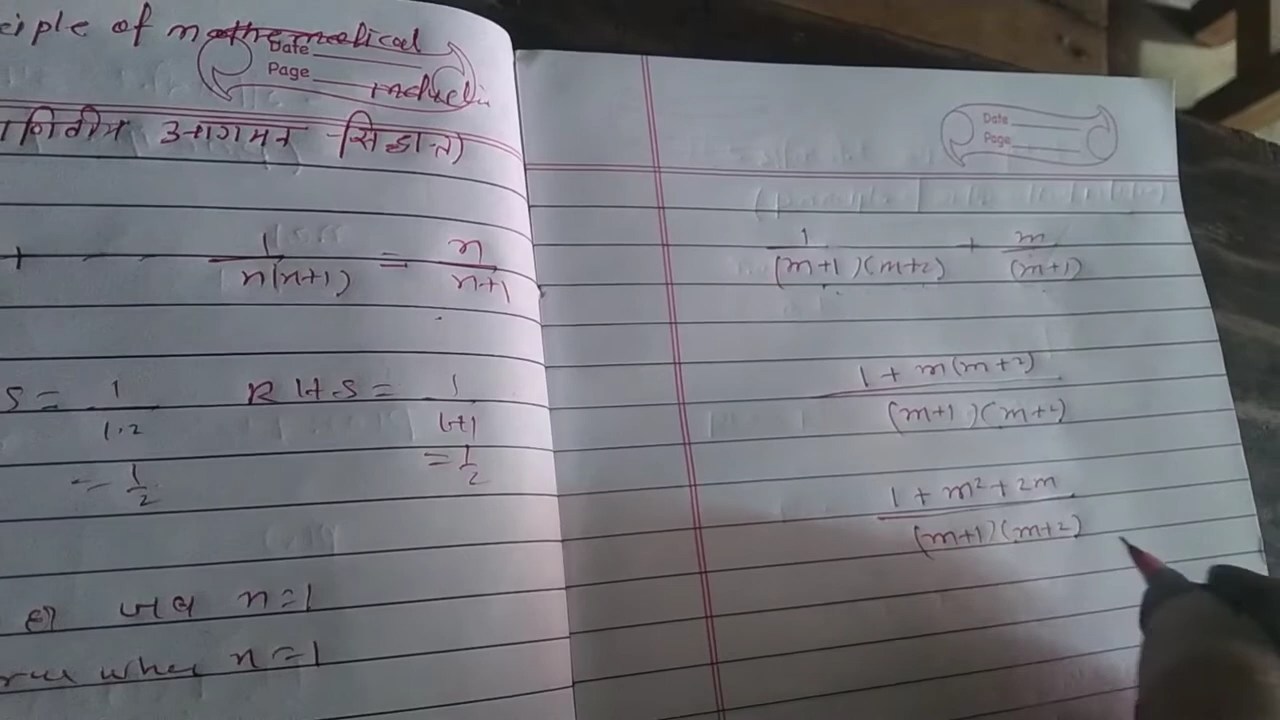 ciple of mathematical
Date
Page
inducti
गणितीय आगमन सिद्धान्त)
+ - - 1/n(n+1) = n/n+1
S = 1/1.2 R H S = 1/1+1
= 1/2 = 1/2
हो जब n=1
rue when n=1
Date
Page
1/(m+1)(m+2) + m/(m+1)
1 + m(m+2)/(m+1)(m+2)
1 + m²+2m/(m+1)(m+2)